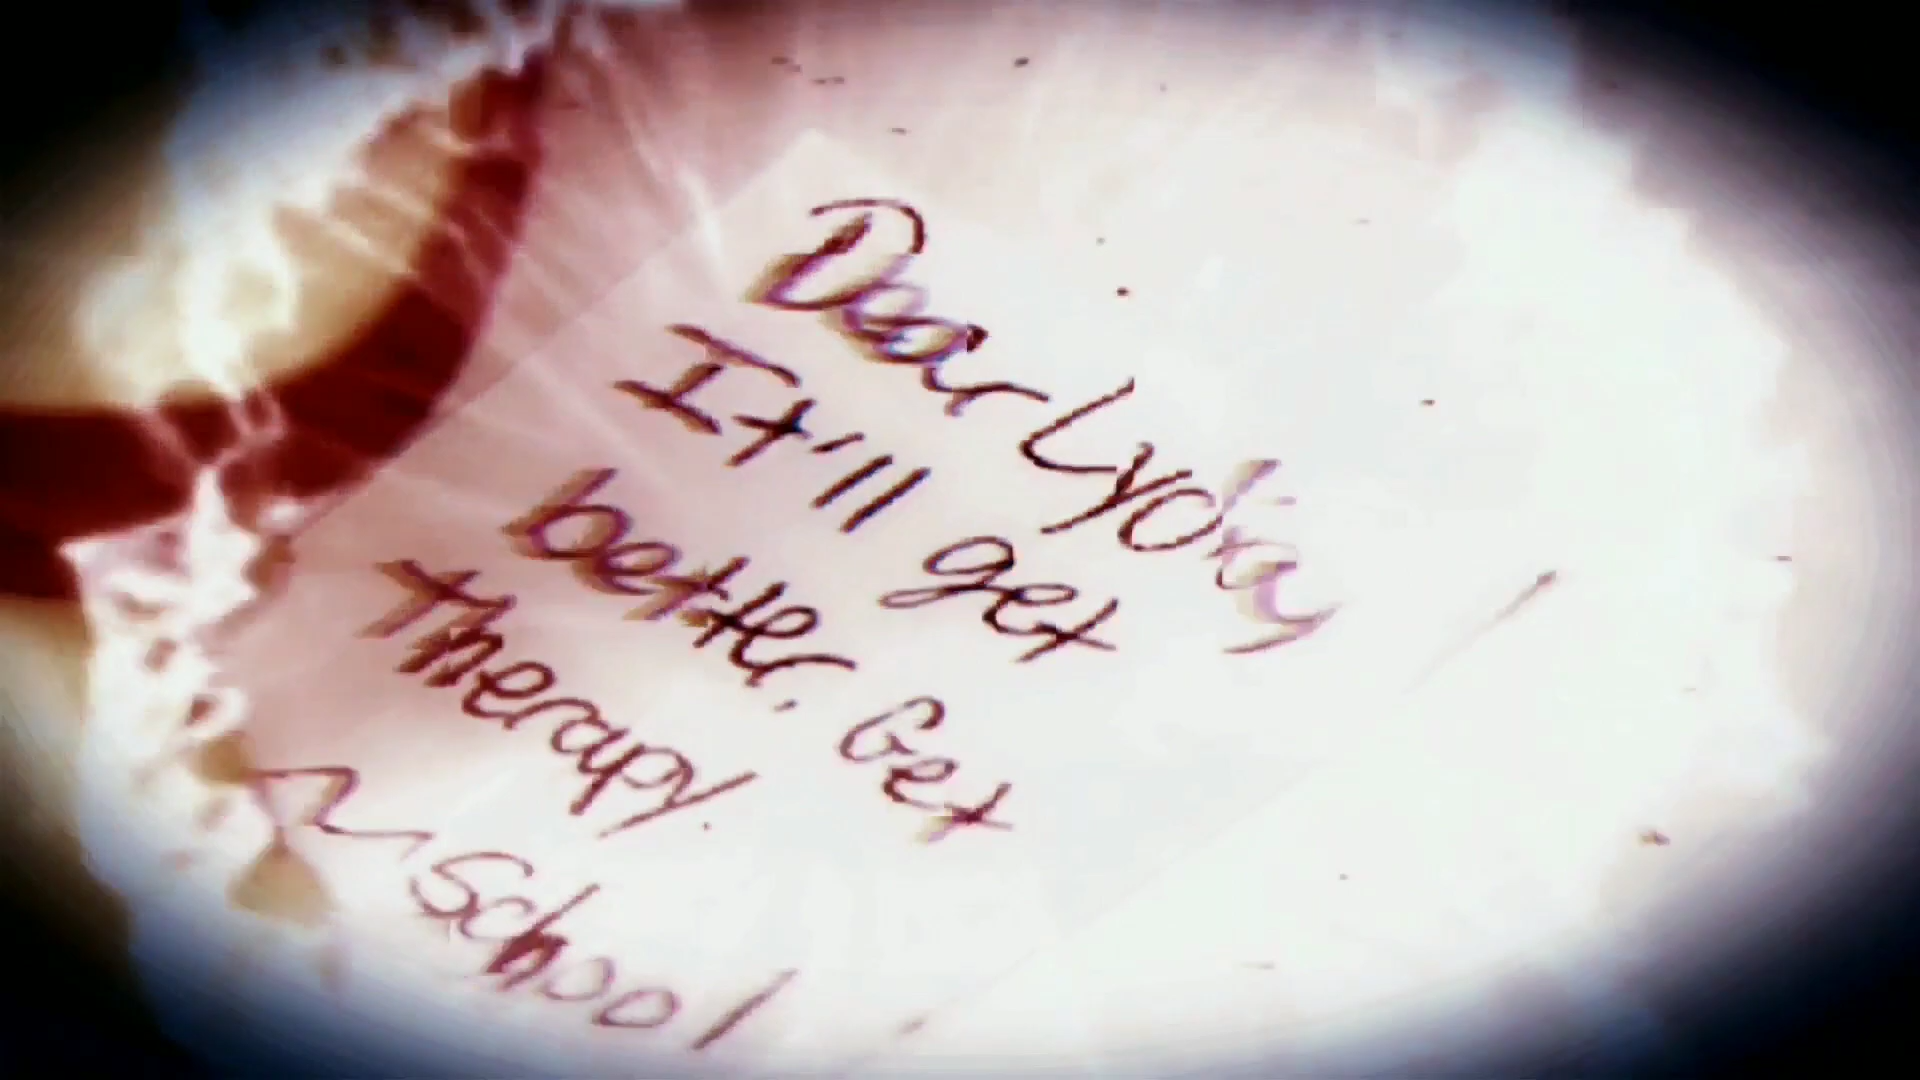 Dear Lydia,
It'll get
better. Get
therapy.
~School